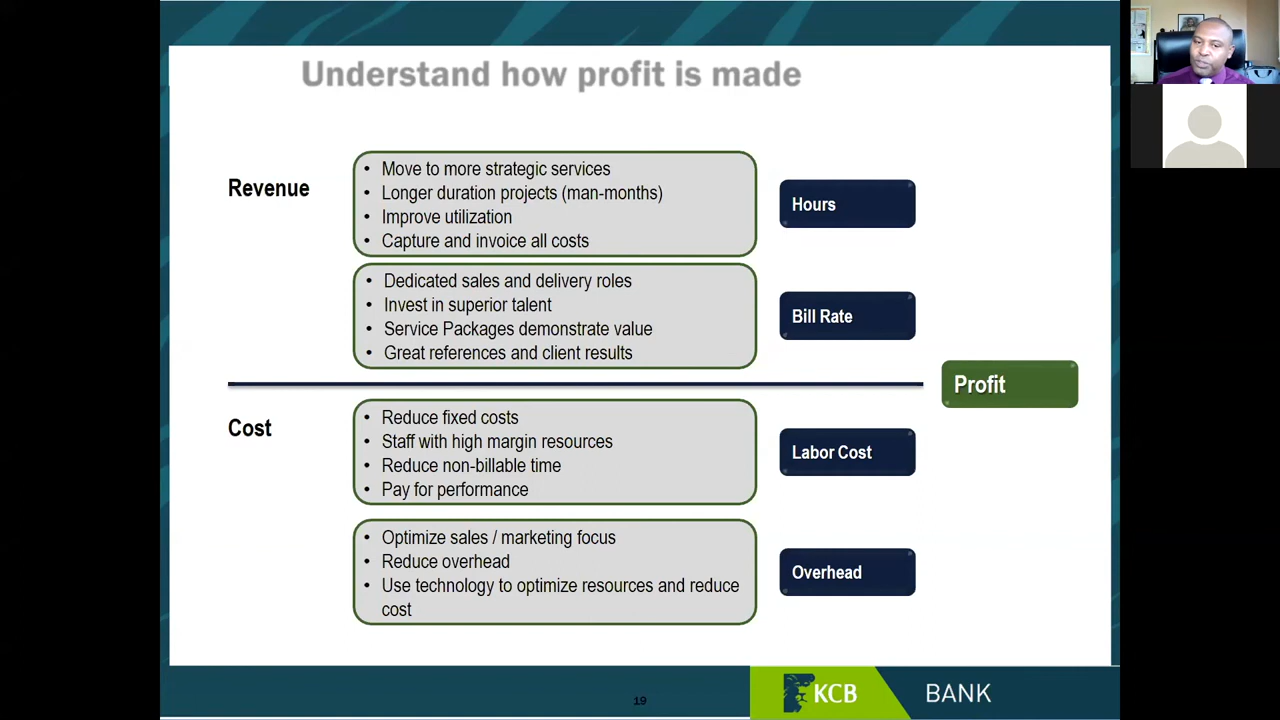 Understand how profit is made
Revenue
• Move to more strategic services
• Longer duration projects (man-months)
• Improve utilization
• Capture and invoice all costs
Hours
• Dedicated sales and delivery roles
• Invest in superior talent
• Service Packages demonstrate value
• Great references and client results
Bill Rate
Profit
Cost
• Reduce fixed costs
• Staff with high margin resources
• Reduce non-billable time
• Pay for performance
Labor Cost
• Optimize sales / marketing focus
• Reduce overhead
• Use technology to optimize resources and reduce
cost
Overhead
19
KCB BANK